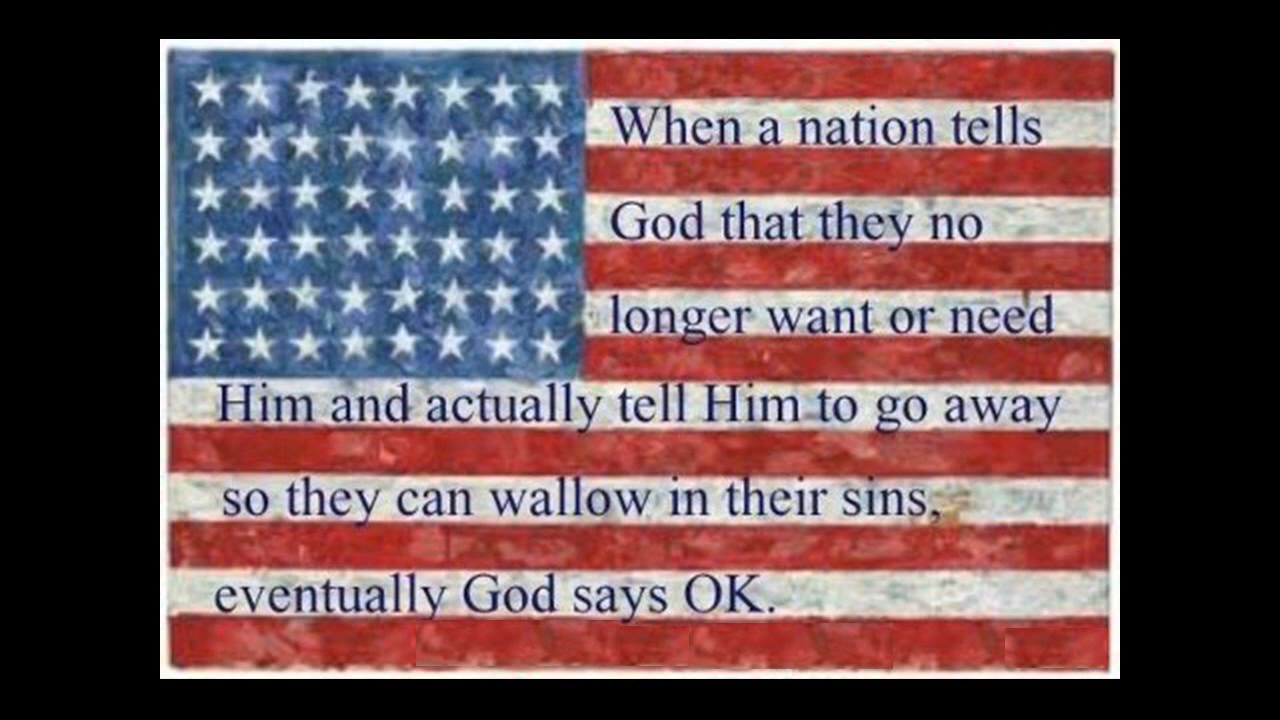 When a nation tells
God that they no
longer want or need
Him and actually tell Him to go away
so they can wallow in their sins,
eventually God says OK.